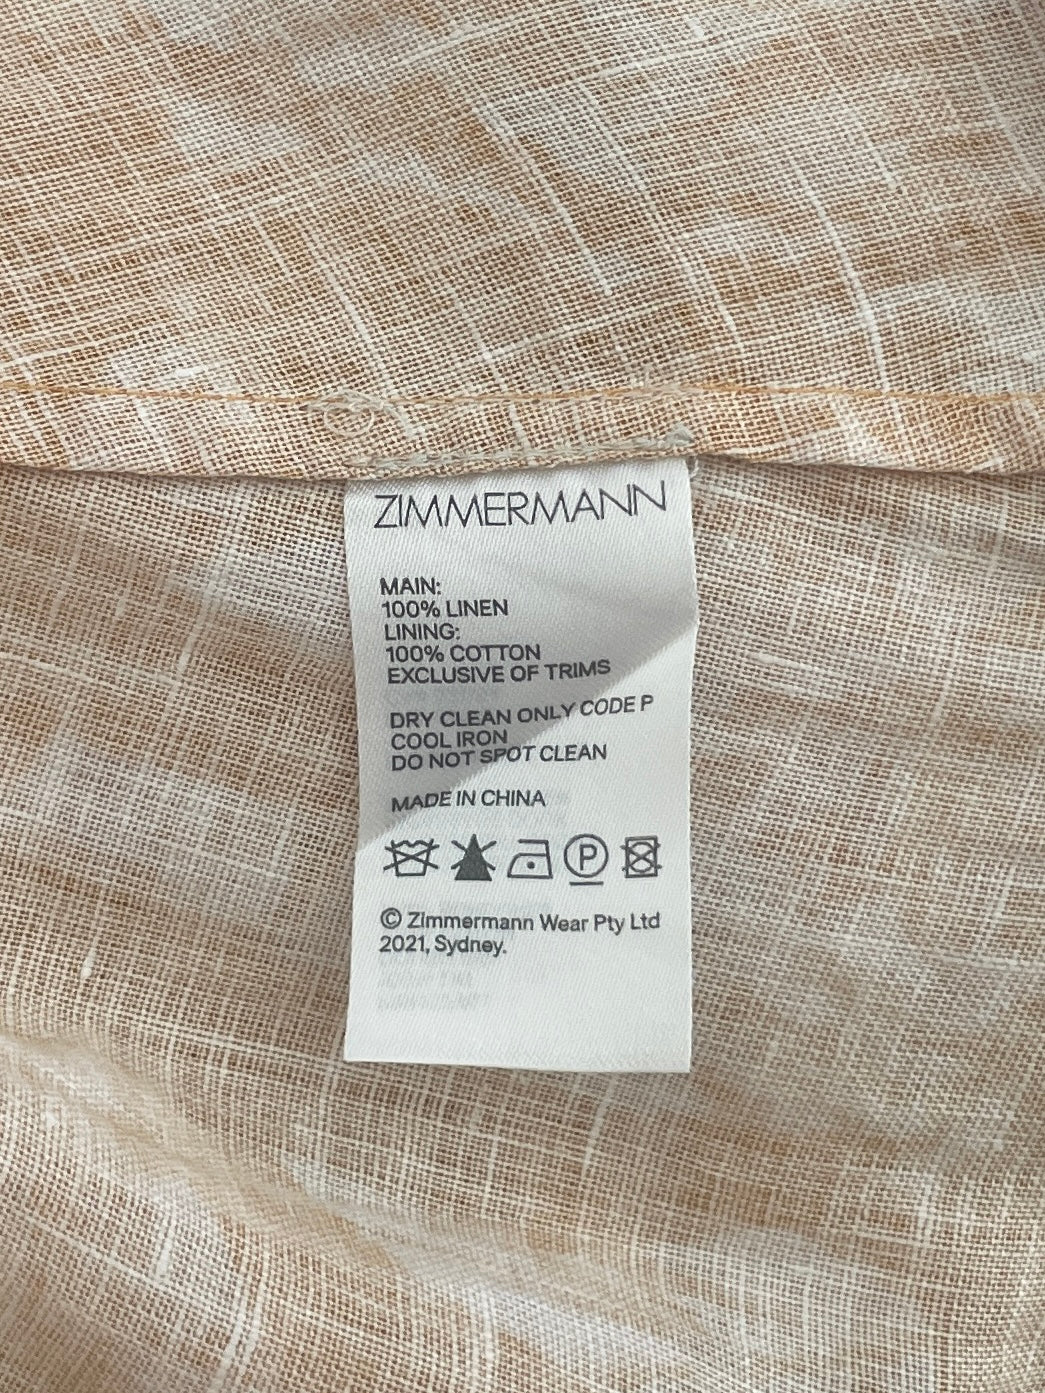 ZIMMERMANN
MAIN:
100% LINEN
LINING:
100% COTTON
EXCLUSIVE OF TRIMS
DRY CLEAN ONLY CODE P
COOL IRON
DO NOT SPOT CLEAN
MADE IN CHINA
P
© Zimmermann Wear Pty Ltd
2021, Sydney.